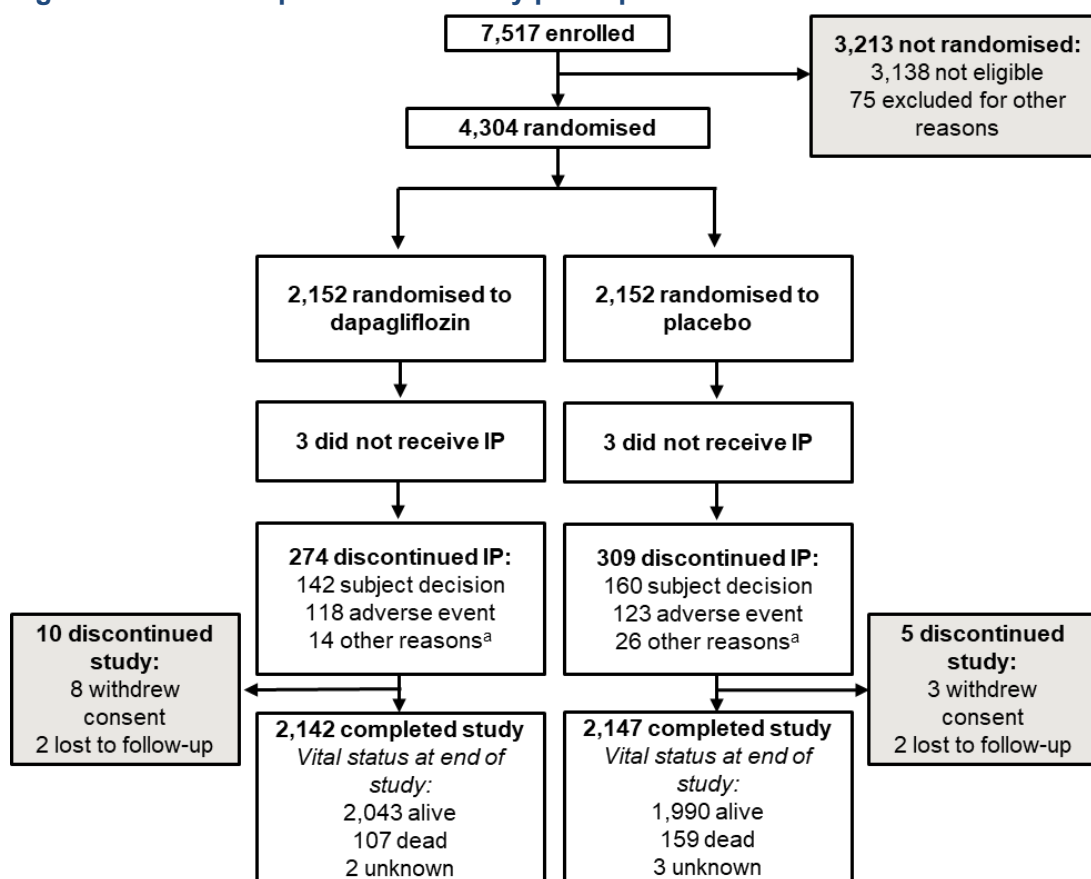 7,517 enrolled
3,213 not randomised:
3,138 not eligible
75 excluded for other
reasons
4,304 randomised
2,152 randomised to
dapagliflozin
2,152 randomised to
placebo
3 did not receive IP
3 did not receive IP
274 discontinued IP:
142 subject decision
118 adverse event
14 other reasonsª
309 discontinued IP:
160 subject decision
123 adverse event
26 other reasonsª
10 discontinued
study:
8 withdrew
consent
2 lost to follow-up
5 discontinued
study:
3 withdrew
consent
2 lost to follow-up
2,142 completed study
Vital status at end of
study:
2,043 alive
107 dead
2 unknown
2,147 completed study
Vital status at end of
study:
1,990 alive
159 dead
3 unknown